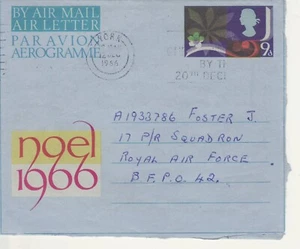 BY AIR MAIL
AIR LETTER
PAR AVION
AEROGRAMME
9d
BY 11
20TH DEC
1966
noel
1966
A1933786 FOSTER J.
17 P/R SQUADRON
ROYAL AIR FORCE
B.F.P.O. 42.